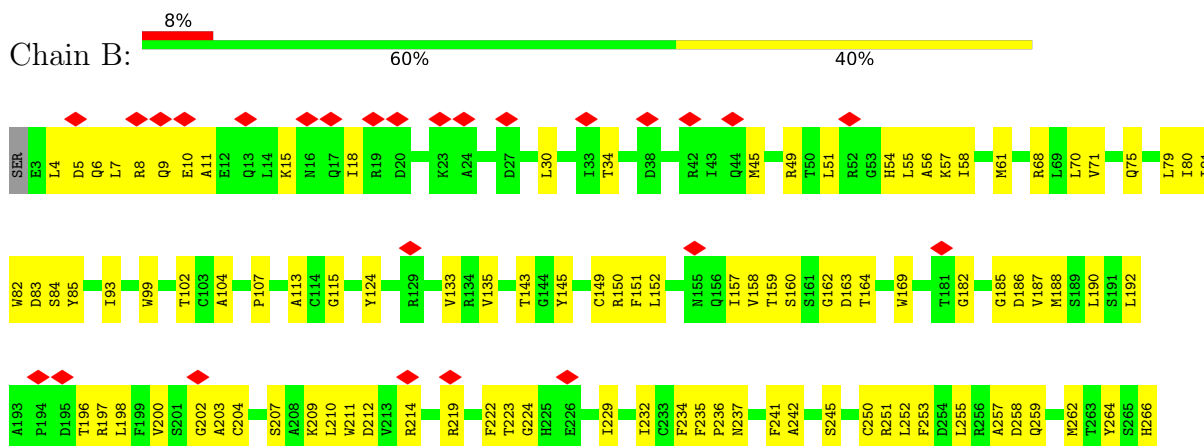 8%
Chain B:
60% 40%
SER E3 L4 D5 Q6 L7 R8 Q9 E10 A11 E12 Q13 L14 K15 N16 Q17 I18 R19 D20 K23 A24 D27 L30 I33 T34 D38 R42 I43 Q44 M45 R49 T50 L51 R52 G53 H54 L55 A56 K57 I58 M61 R68 L69 L70 V71 Q75 L79 I80
W82 D83 S84 Y85 I93 W99 T102 C103 A104 P107 A113 C114 G115 Y124 R129 V133 R134 V135 T143 G144 Y145 C149 R150 F151 L152 N155 Q156 I157 V158 T159 S160 S161 G162 D163 T164 W169 T181 G182 G185 D186 V187 M188 S189 L190 S191 L192
A193 P194 D195 T196 R197 L198 F199 V200 S201 G202 A203 C204 S207 A208 K209 L210 W211 D212 V213 R214 R219 F222 T223 G224 H225 E226 I229 I232 C233 F234 F235 P236 N237 F241 A242 S245 C250 R251 L252 F253 D254 L255 R256 A257 D258 Q259 M262 T263 Y264 S265 H266